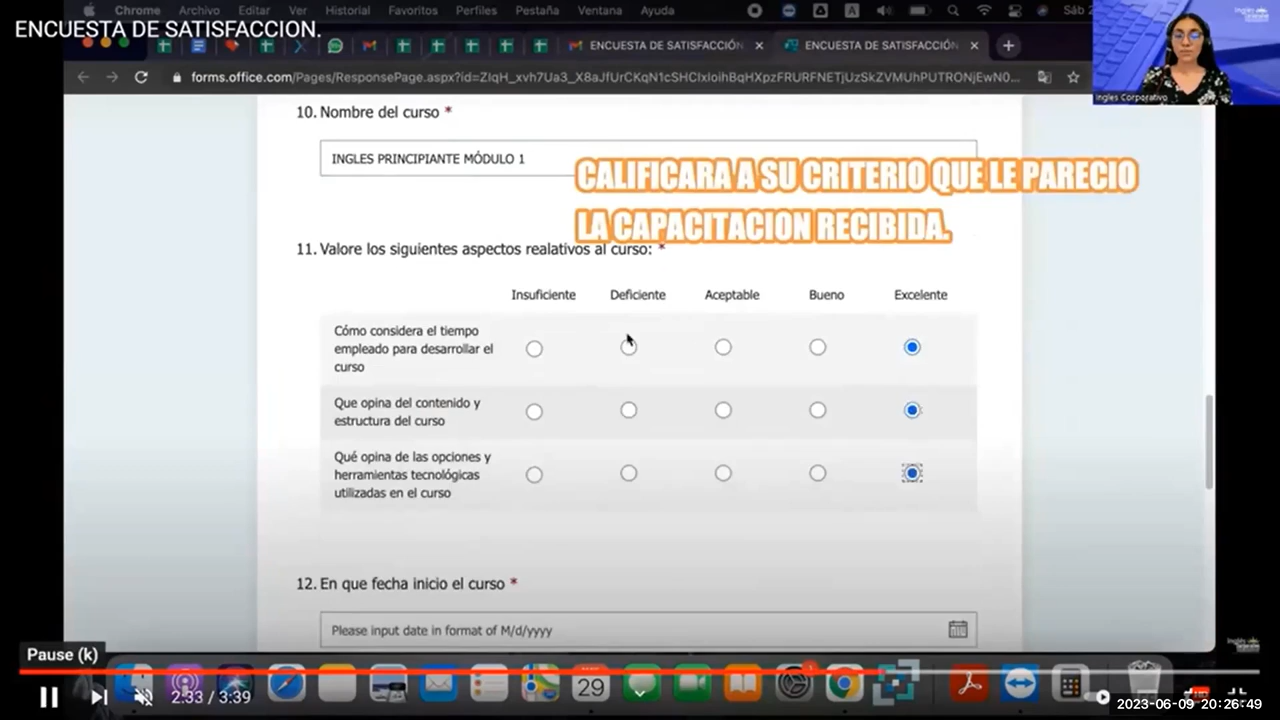 Chrome Archivo Editar Ver Historial Favoritos Perfiles Pestaña Ventana Ayuda
ENCUESTA DE SATISFACCION.
ENCUESTA DE SATISFACCIÓN ENCUESTA DE SATISFACCIÓN
Ingles Corporativo
10. Nombre del curso *
INGLES PRINCIPIANTE MÓDULO 1
CALIFICARA A SU CRITERIO QUE LE PARECIO
LA CAPACITACION RECIBIDA.
11. Valore los siguientes aspectos realativos al curso: *
Insuficiente Deficiente Aceptable Bueno Excelente
Cómo considera el tiempo
empleado para desarrollar el
curso
Que opina del contenido y
estructura del curso
Qué opina de las opciones y
herramientas tecnológicas
utilizadas en el curso
12. En que fecha inicio el curso *
Please input date in format of M/d/yyyy
Pause (k)
29
2:33 / 3:39
2023-06-09 20:26:49